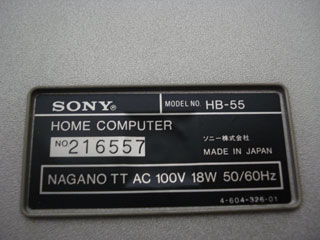 SONY® MODEL NO. HB-55
HOME COMPUTER ソニー株式会社
NO. 216557 MADE IN JAPAN
NAGANO TT AC 100V 18W 50/60Hz
4-604-326-01